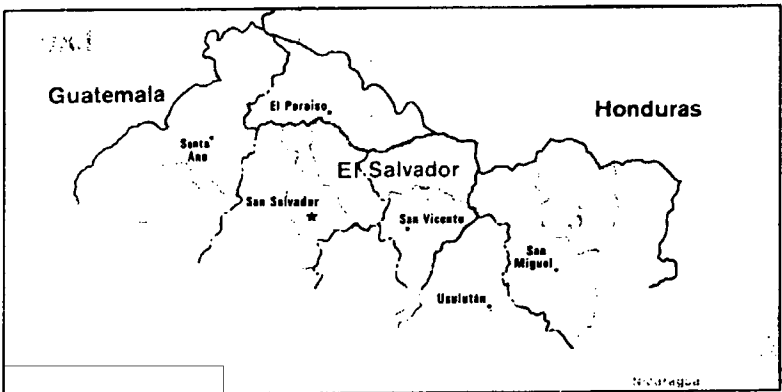 Guatemala
Honduras
El Paraiso
Santa
Ana
El Salvador
San Salvador
San Vicente
San
Miguel
Usulután
Nicaragua